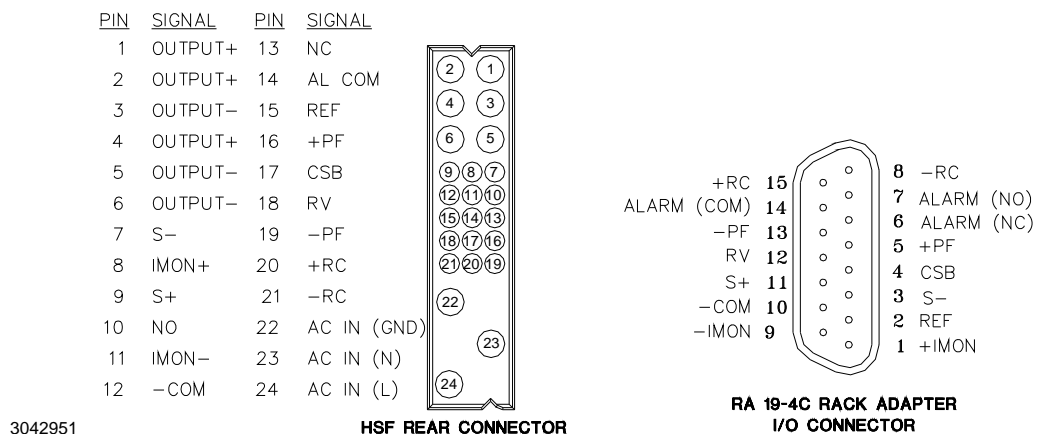 PIN SIGNAL PIN SIGNAL
1 OUTPUT+ 13 NC
2 OUTPUT+ 14 AL COM
3 OUTPUT− 15 REF
4 OUTPUT+ 16 +PF
5 OUTPUT− 17 CSB
6 OUTPUT− 18 RV
7 S− 19 −PF
8 IMON+ 20 +RC
9 S+ 21 −RC
10 NO 22 AC IN (GND)
11 IMON− 23 AC IN (N)
12 −COM 24 AC IN (L)
2 1
4 3
6 5
9 8 7
12 11 10
15 14 13
18 17 16
21 20 19
22
23
24
HSF REAR CONNECTOR
+RC 15
ALARM (COM) 14
−PF 13
RV 12
S+ 11
−COM 10
−IMON 9
8 −RC
7 ALARM (NO)
6 ALARM (NC)
5 +PF
4 CSB
3 S−
2 REF
1 +IMON
RA 19-4C RACK ADAPTER
I/O CONNECTOR
3042951